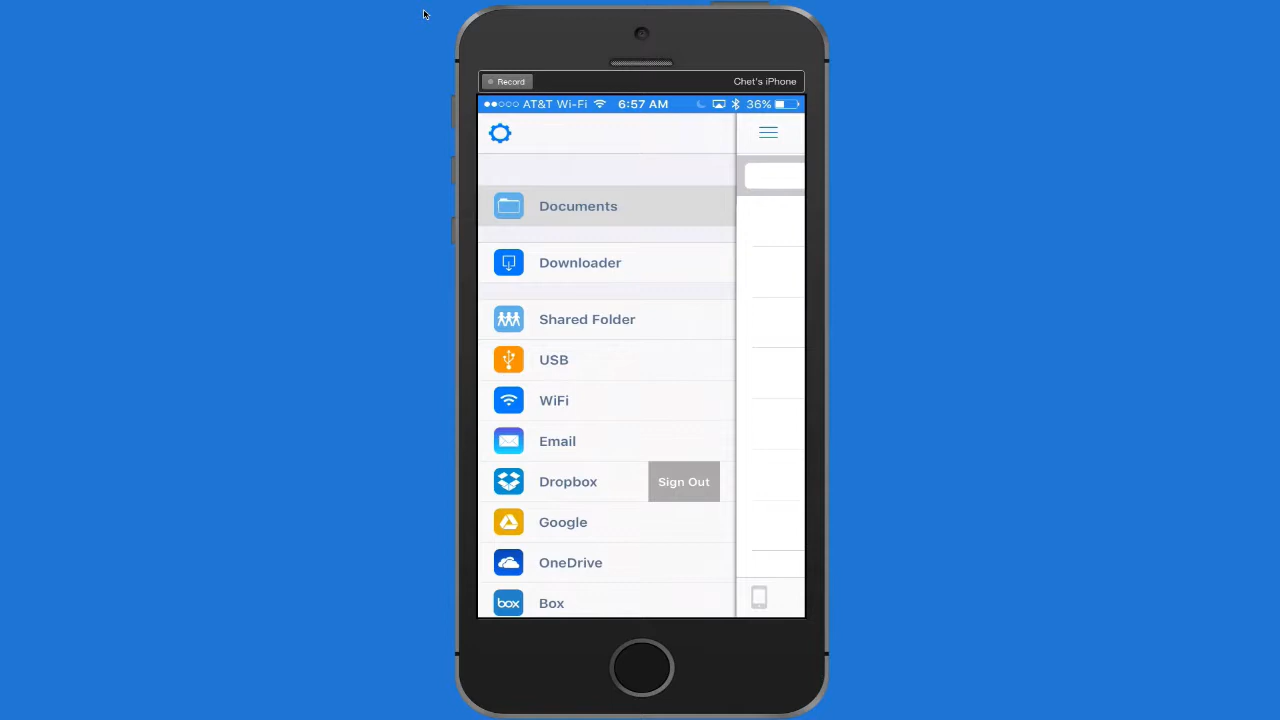 Record
Chet's iPhone
AT&T Wi-Fi 6:57 AM 36%
Documents
Downloader
Shared Folder
USB
WiFi
Email
Dropbox Sign Out
Google
OneDrive
box Box